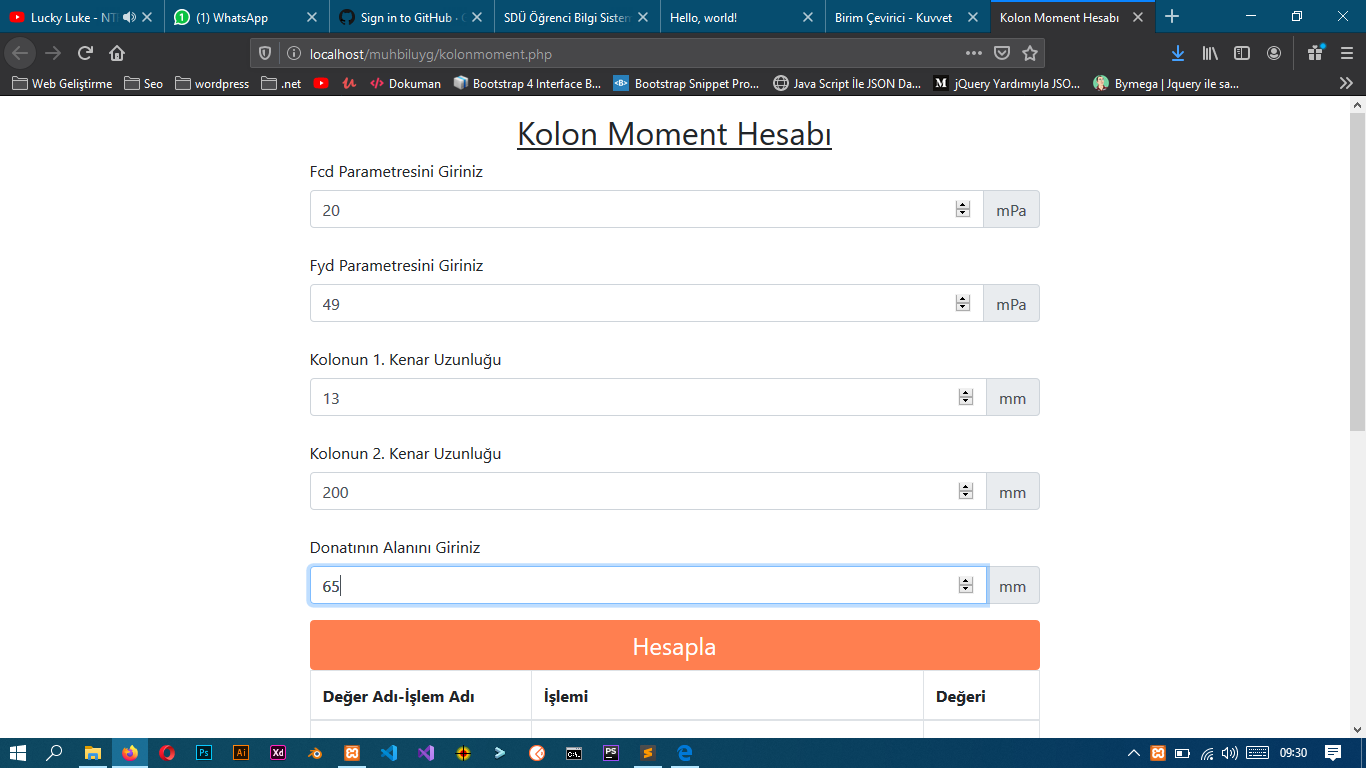 Lucky Luke - NT
(1) WhatsApp
Sign in to GitHub · G
SDÜ Öğrenci Bilgi Sistem
Hello, world!
Birim Çevirici - Kuvvet
Kolon Moment Hesabı
localhost/muhbiluyg/kolonmoment.php
Web Geliştirme
Seo
wordpress
.net
Dokuman
Bootstrap 4 Interface B...
Bootstrap Snippet Pro...
Java Script İle JSON Da...
jQuery Yardımıyla JSO...
Bymega | Jquery ile sa...
Kolon Moment Hesabı
Fcd Parametresini Giriniz
20 mPa
Fyd Parametresini Giriniz
49 mPa
Kolonun 1. Kenar Uzunluğu
13 mm
Kolonun 2. Kenar Uzunluğu
200 mm
Donatının Alanını Giriniz
65 mm
Hesapla
Değer Adı-İşlem Adı İşlemi Değeri
09:30